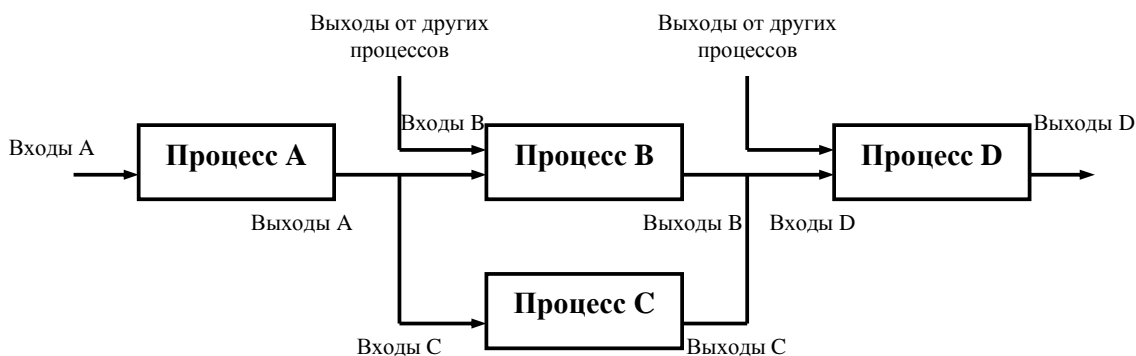 Выходы от других
процессов
Выходы от других
процессов
Входы A
Процесс A
Входы B
Процесс B
Процесс D
Выходы D
Выходы A
Выходы B
Входы D
Процесс C
Входы C
Выходы C